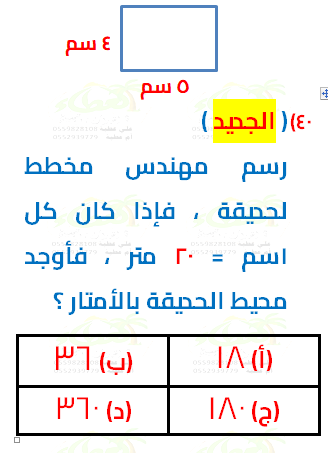 ٤ سم
٥ سم
٤٠) ( الجديد )
رسم مهندس مخطط
لحديقة ، فإذا كان كل
اسم = ٢٠ متر ، فأوجد
محيط الحديقة بالأمتار ؟
(أ) ١٨
(ب) ٣٦
(ج) ١٨٠
(د) ٣٦٠